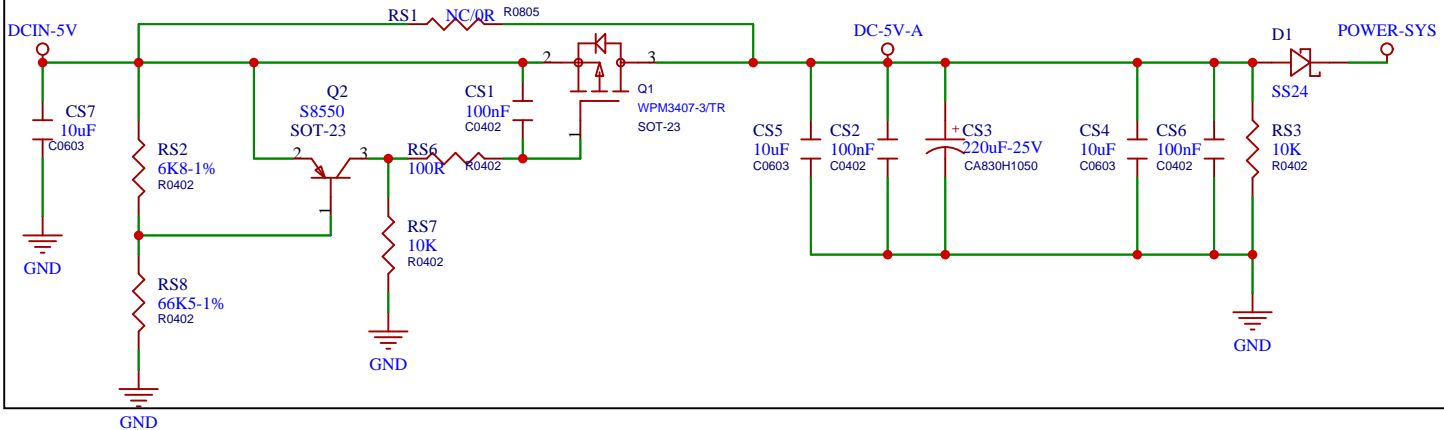 RS1 NC/0R R0805
DCIN-5V
DC-5V-A
D1
POWER-SYS
2
3
Q2
S8550
SOT-23
CS1
100nF
C0402
Q1
WPM3407-3/TR
SOT-23
1
SS24
CS7
10uF
C0603
RS2
6K8-1%
R0402
2
3
1
RS6
100R
R0402
CS5
10uF
C0603
CS2
100nF
C0402
+
CS3
220uF-25V
CA830H1050
CS4
10uF
C0603
CS6
100nF
C0402
RS3
10K
R0402
RS7
10K
R0402
GND
RS8
66K5-1%
R0402
GND
GND
GND